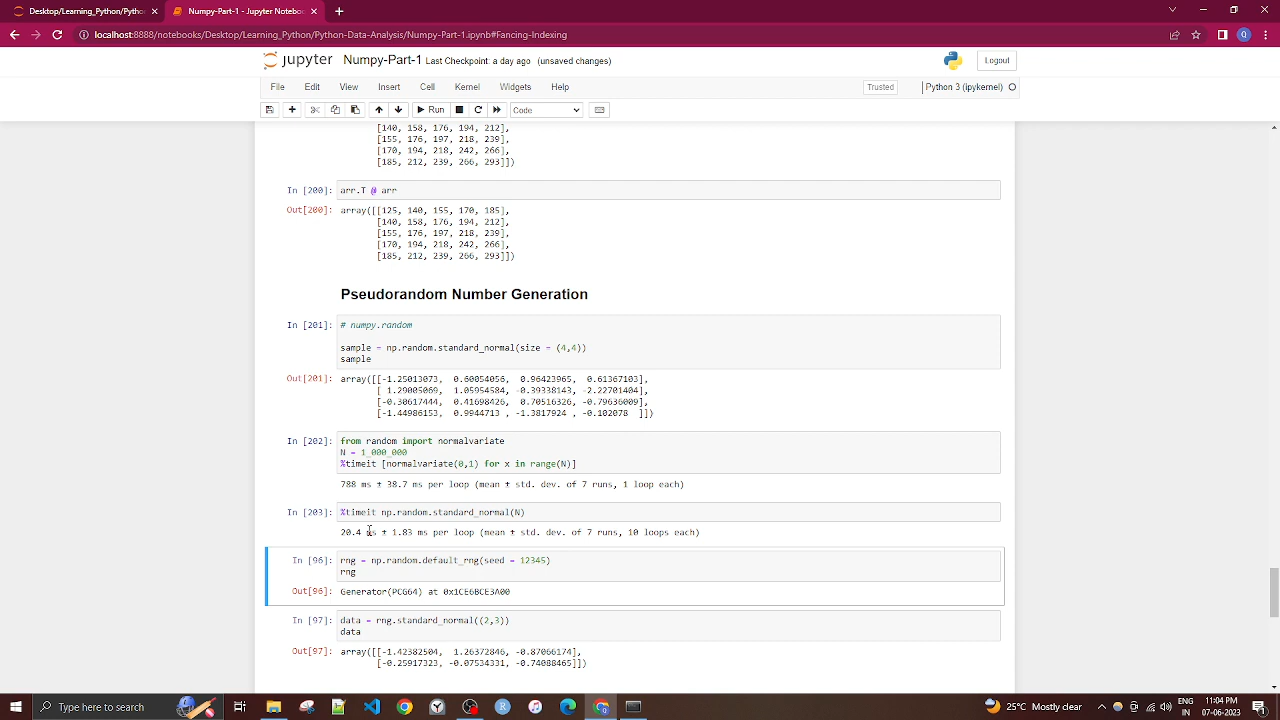 Desktop/Learning_Python/Python-
Numpy-Part-1 - Jupyter Notebook
localhost:8888/notebooks/Desktop/Learning_Python/Python-Data-Analysis/Numpy-Part-1.ipynb#Fancing-Indexing
jupyter Numpy-Part-1 Last Checkpoint: a day ago (unsaved changes) Logout
File Edit View Insert Cell Kernel Widgets Help Trusted Python 3 (ipykernel)
Run Code
[140, 158, 176, 194, 212],
[155, 176, 197, 218, 239],
[170, 194, 218, 242, 266],
[185, 212, 239, 266, 293]])
In [200]: arr.T @ arr
Out[200]: array([[125, 140, 155, 170, 185],
[140, 158, 176, 194, 212],
[155, 176, 197, 218, 239],
[170, 194, 218, 242, 266],
[185, 212, 239, 266, 293]])
Pseudorandom Number Generation
In [201]: # numpy.random
sample = np.random.standard_normal(size = (4,4))
sample
Out[201]: array([[-1.25013073, 0.60054056, 0.96423965, 0.61367103],
[ 1.29005069, 1.05954584, -0.39338143, -2.22701404],
[-0.30617444, 0.41698426, 0.70516326, -0.79636009],
[-1.44986153, 0.9944713 , -1.3817924 , -0.102078 ]])
In [202]: from random import normalvariate
N = 1_000_000
%timeit [normalvariate(0,1) for x in range(N)]
788 ms ± 38.7 ms per loop (mean ± std. dev. of 7 runs, 1 loop each)
In [203]: %timeit np.random.standard_normal(N)
20.4 ms ± 1.83 ms per loop (mean ± std. dev. of 7 runs, 10 loops each)
In [96]: rng = np.random.default_rng(seed = 12345)
rng
Out[96]: Generator(PCG64) at 0x1CE6BCE3A00
In [97]: data = rng.standard_normal((2,3))
data
Out[97]: array([[-1.42382504, 1.26372846, -0.87066174],
[-0.25917323, -0.07534331, -0.74088465]])
Type here to search 25°C Mostly clear ENG 11:04 PM
IN 07-06-2023